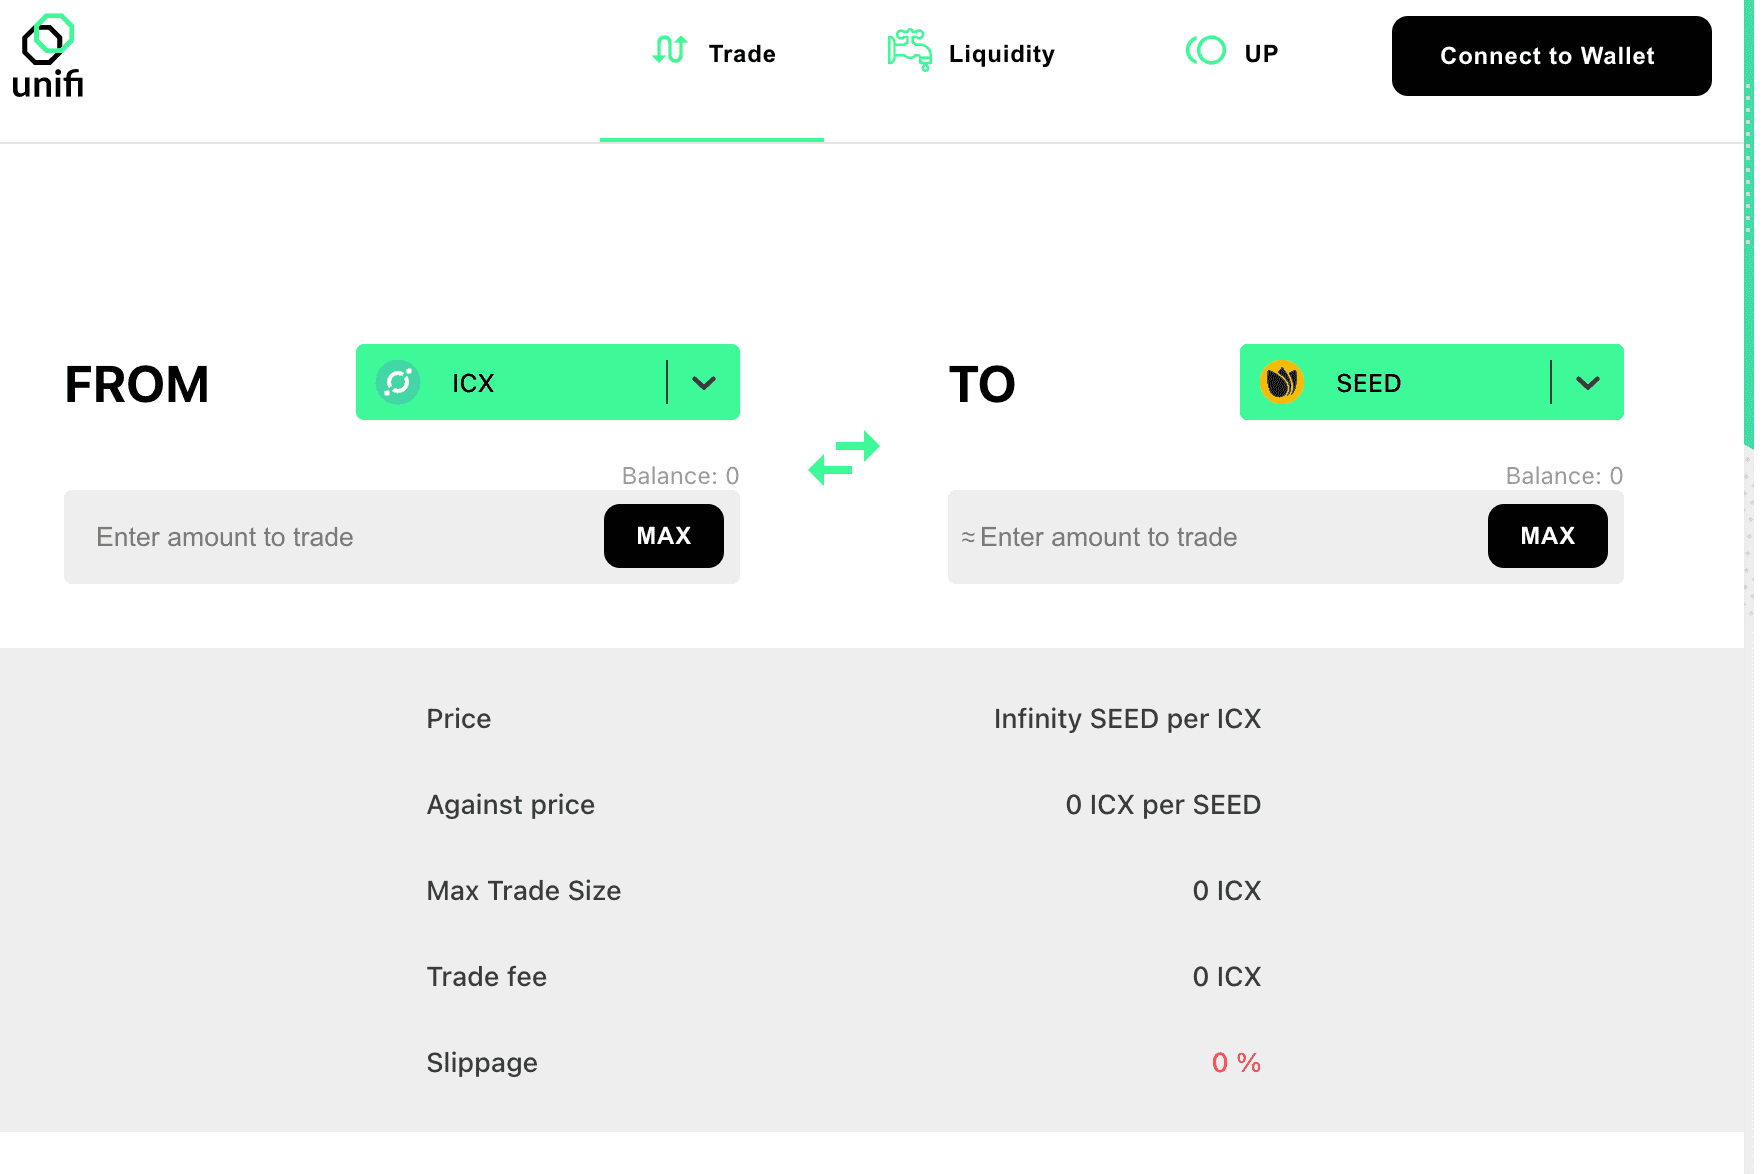 unifi
Trade
Liquidity
UP
Connect to Wallet
FROM
ICX
Balance: 0
Enter amount to trade
MAX
TO
SEED
Balance: 0
≈ Enter amount to trade
MAX
Price Infinity SEED per ICX
Against price 0 ICX per SEED
Max Trade Size 0 ICX
Trade fee 0 ICX
Slippage 0 %